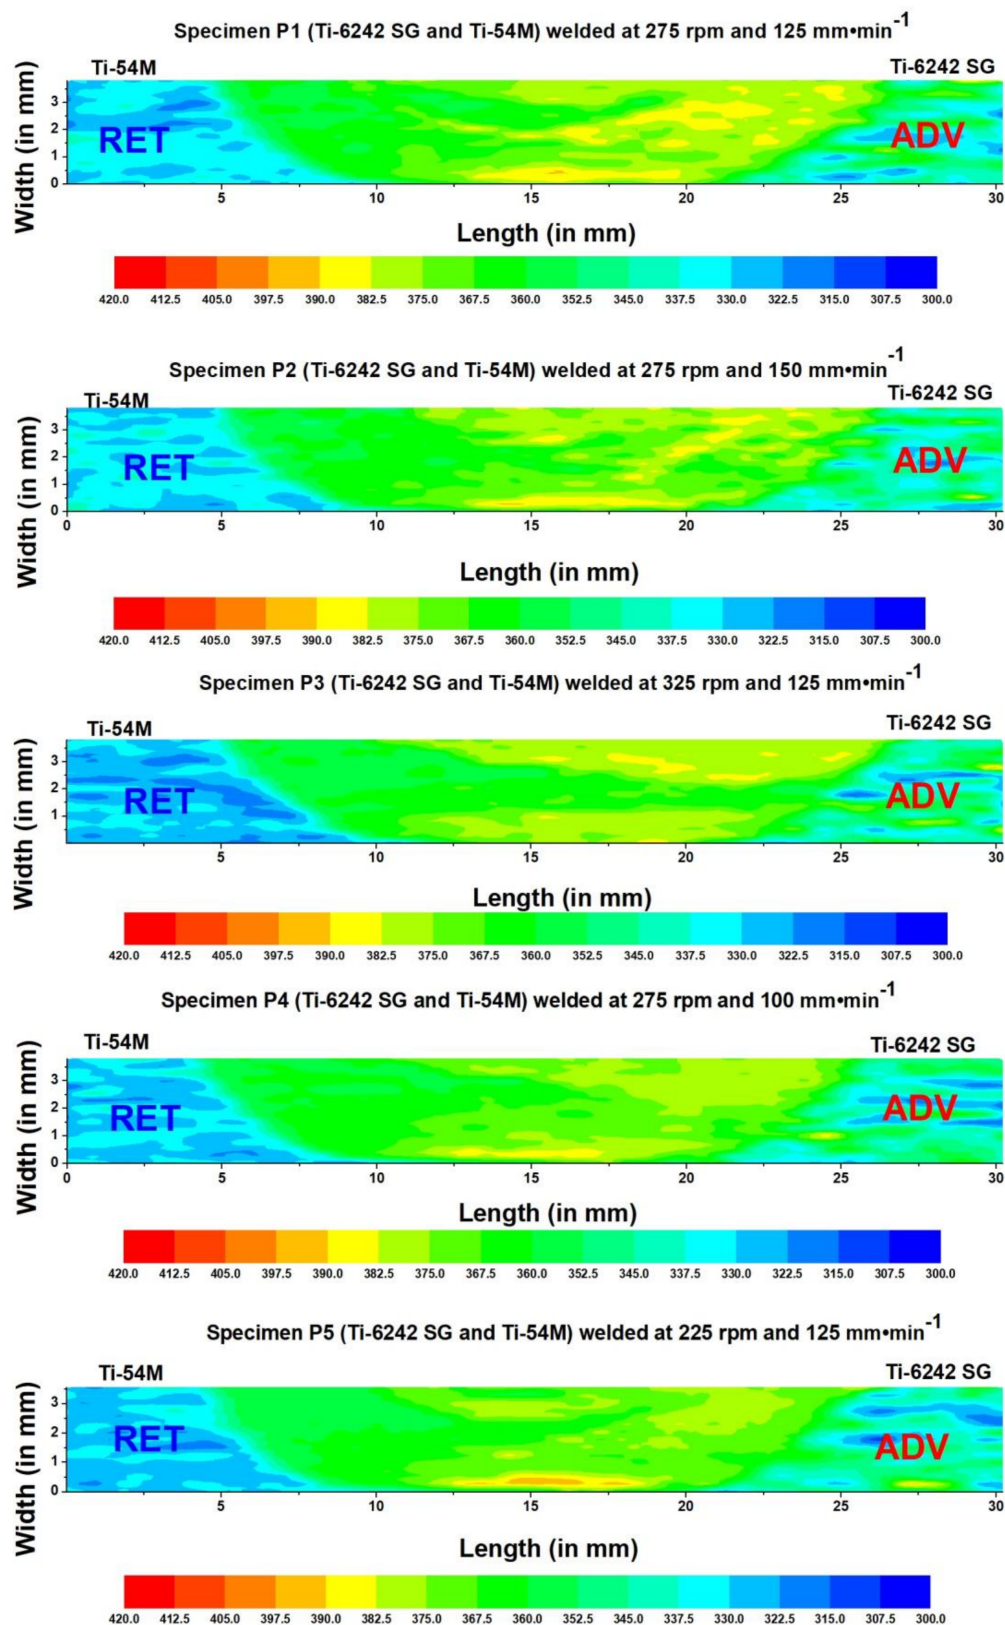 Specimen P1 (Ti-6242 SG and Ti-54M) welded at 275 rpm and 125 mm•min-1
Ti-54M Ti-6242 SG
Width (in mm)
3
2
1
0
RET ADV
5 10 15 20 25 30
Length (in mm)
420.0 412.5 405.0 397.5 390.0 382.5 375.0 367.5 360.0 352.5 345.0 337.5 330.0 322.5 315.0 307.5 300.0
Specimen P2 (Ti-6242 SG and Ti-54M) welded at 275 rpm and 150 mm•min-1
Ti-54M Ti-6242 SG
Width (in mm)
3
2
1
0
RET ADV
0 5 10 15 20 25 30
Length (in mm)
420.0 412.5 405.0 397.5 390.0 382.5 375.0 367.5 360.0 352.5 345.0 337.5 330.0 322.5 315.0 307.5 300.0
Specimen P3 (Ti-6242 SG and Ti-54M) welded at 325 rpm and 125 mm•min-1
Ti-54M Ti-6242 SG
Width (in mm)
3
2
1
RET ADV
5 10 15 20 25 30
Length (in mm)
420.0 412.5 405.0 397.5 390.0 382.5 375.0 367.5 360.0 352.5 345.0 337.5 330.0 322.5 315.0 307.5 300.0
Specimen P4 (Ti-6242 SG and Ti-54M) welded at 275 rpm and 100 mm•min-1
Ti-54M Ti-6242 SG
Width (in mm)
3
2
1
0
RET ADV
0 5 10 15 20 25 30
Length (in mm)
420.0 412.5 405.0 397.5 390.0 382.5 375.0 367.5 360.0 352.5 345.0 337.5 330.0 322.5 315.0 307.5 300.0
Specimen P5 (Ti-6242 SG and Ti-54M) welded at 225 rpm and 125 mm•min-1
Ti-54M Ti-6242 SG
Width (in mm)
3
2
1
0
RET ADV
5 10 15 20 25 30
Length (in mm)
420.0 412.5 405.0 397.5 390.0 382.5 375.0 367.5 360.0 352.5 345.0 337.5 330.0 322.5 315.0 307.5 300.0